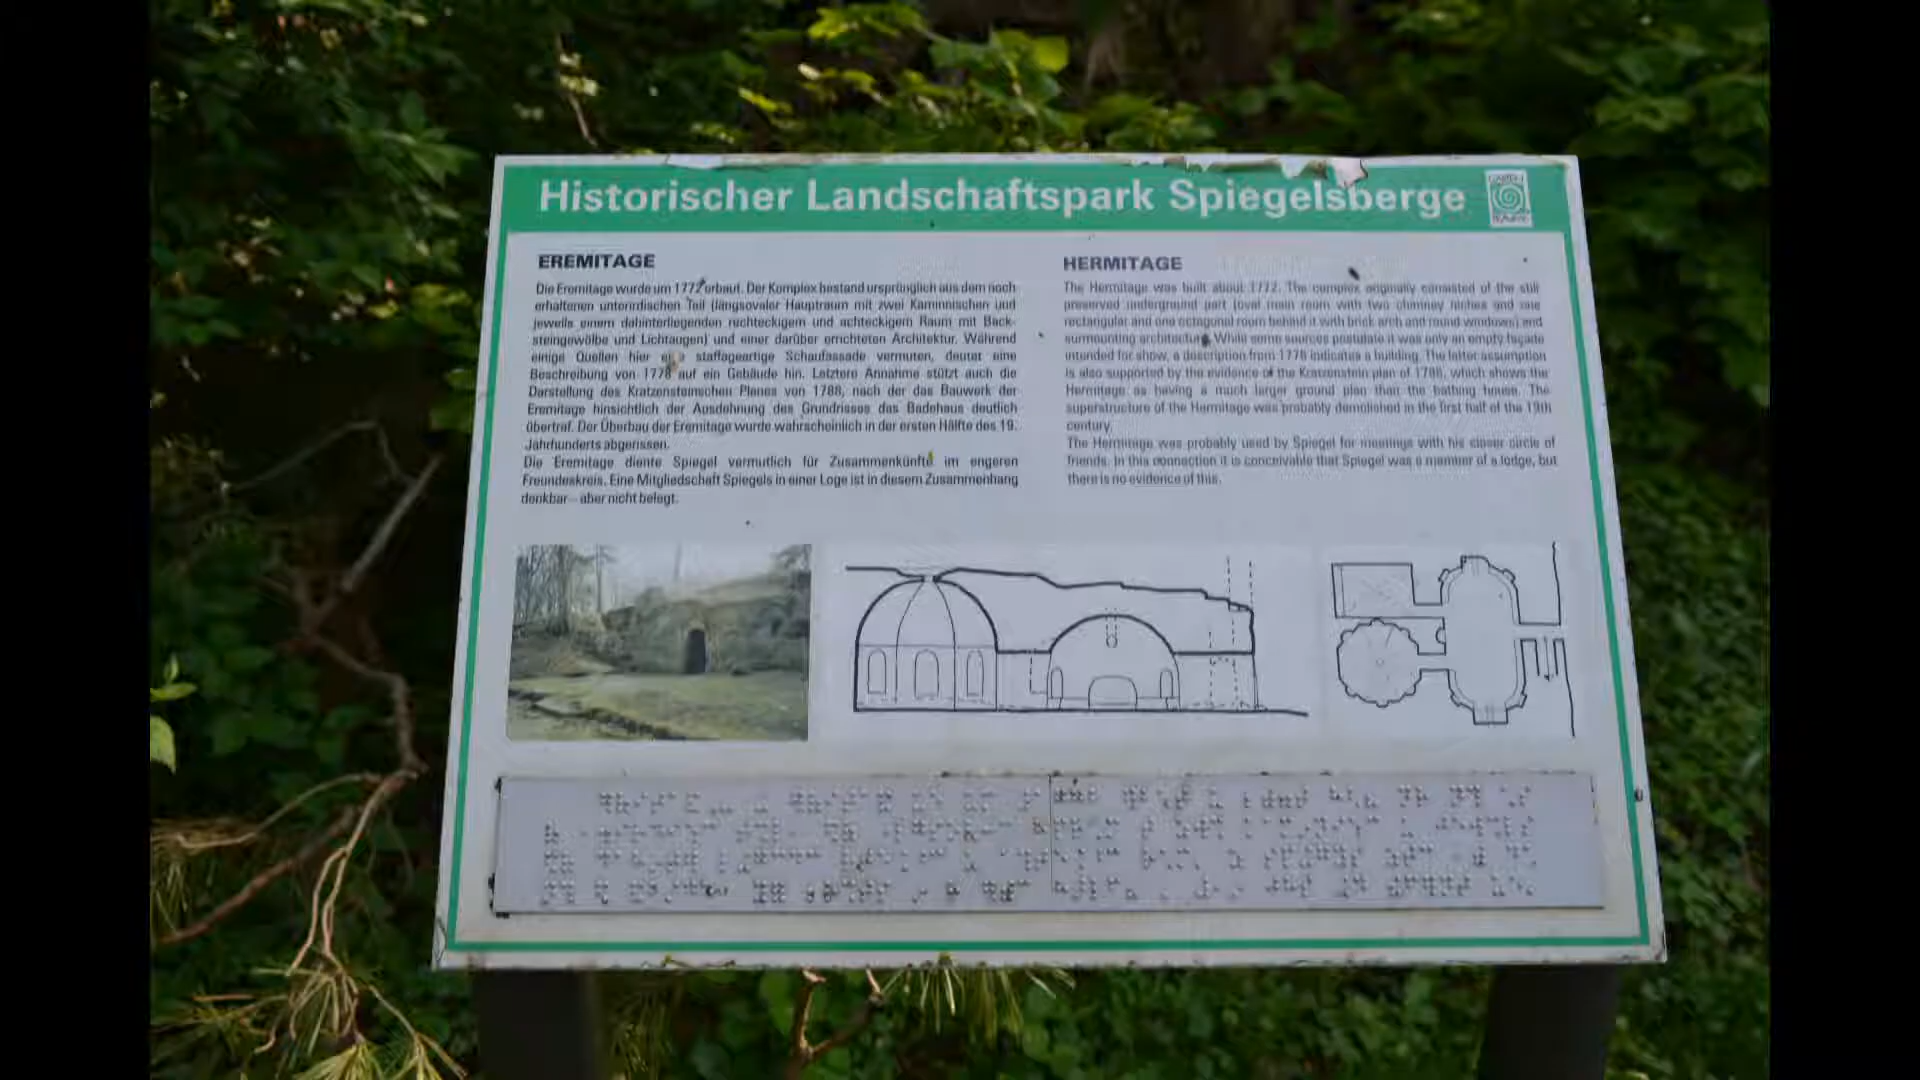 Historischer Landschaftspark Spiegelsberge
EREMITAGE
Die Eremitage wurde um 1772 erbaut. Der Komplex bestand ursprünglich aus dem noch
erhaltenen unterirdischen Teil (längsovaler Hauptraum mit zwei Kaminnischen und
jeweils einem dahinterliegenden rechteckigem und achteckigem Raum mit Back-
steingewölbe und Lichtaugen) und einer darüber errichteten Architektur. Während
einige Quellen hier staffageartige Schaufassade vermuten, deutet eine
Beschreibung von 1778 auf ein Gebäude hin. Letztere Annahme stützt auch die
Darstellung des Kratzensteinschen Planes von 1788, nach der das Bauwerk der
Eremitage hinsichtlich der Ausdehnung des Grundrisses das Badehaus deutlich
übertraf. Der Überbau der Eremitage wurde wahrscheinlich in der ersten Hälfte des 19.
Jahrhunderts abgerissen.
Die Eremitage diente Spiegel vermutlich für Zusammenkünfte im engeren
Freundeskreis. Eine Mitgliedschaft Spiegels in einer Loge ist in diesem Zusammenhang
denkbar – aber nicht belegt.
HERMITAGE
The Hermitage was built about 1772. The complex originally consisted of the still
preserved underground part (oval main room with two chimney niches and one
rectangular and one octagonal room behind it with brick arch and round windows) and
surmounting architecture. While some sources postulate it was only an empty façade
intended for show, a description from 1778 indicates a building. The latter assumption
is also supported by the evidence of the Kratzenstein plan of 1788, which shows the
Hermitage as having a much larger ground plan than the bathing house. The
superstructure of the Hermitage was probably demolished in the first half of the 19th
century.
The Hermitage was probably used by Spiegel for meetings with his closer circle of
friends. In this connection it is conceivable that Spiegel was a member of a lodge, but
there is no evidence of this.